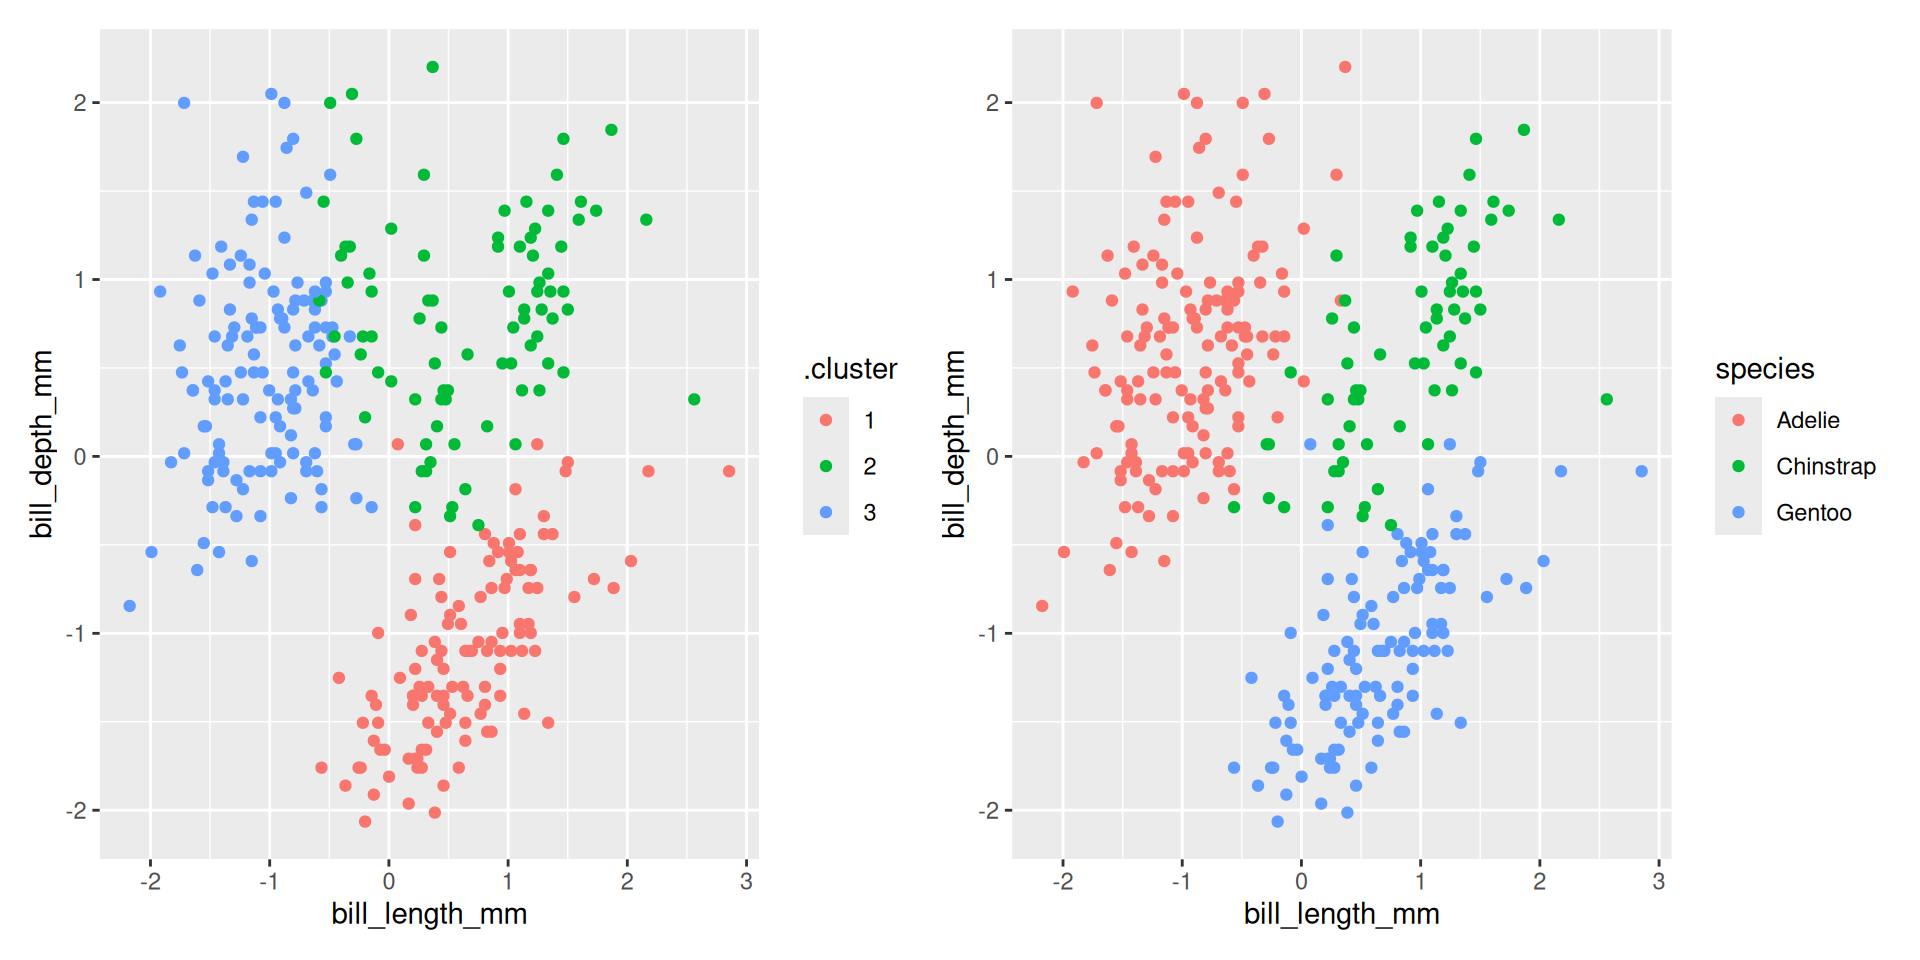 2
1
0
-1
-2
bill_depth_mm
-2 -1 0 1 2 3
bill_length_mm
.cluster
1
2
3
2
1
0
-1
-2
bill_depth_mm
-2 -1 0 1 2 3
bill_length_mm
species
Adelie
Chinstrap
Gentoo